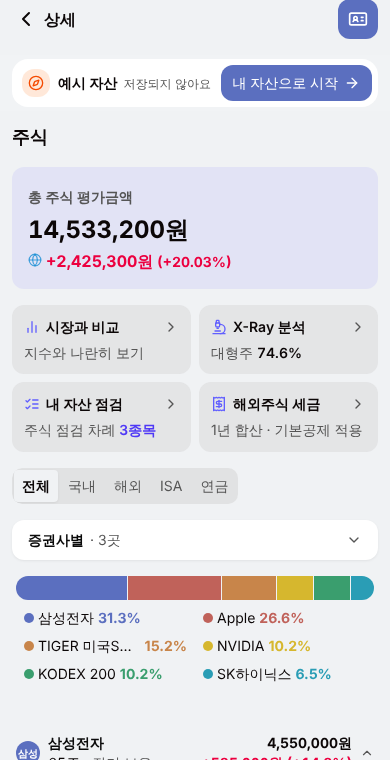 상세
예시 자산 저장되지 않아요 내 자산으로 시작
주식
총 주식 평가금액
14,533,200원
+2,425,300원 (+20.03%)
시장과 비교
지수와 나란히 보기
X-Ray 분석
대형주 74.6%
내 자산 점검
주식 점검 차례 3종목
해외주식 세금
1년 합산 · 기본공제 적용
전체 국내 해외 ISA 연금
증권사별 · 3곳
삼성전자 31.3% Apple 26.6%
TIGER 미국S... 15.2% NVIDIA 10.2%
KODEX 200 10.2% SK하이닉스 6.5%
삼성 삼성전자 4,550,000원